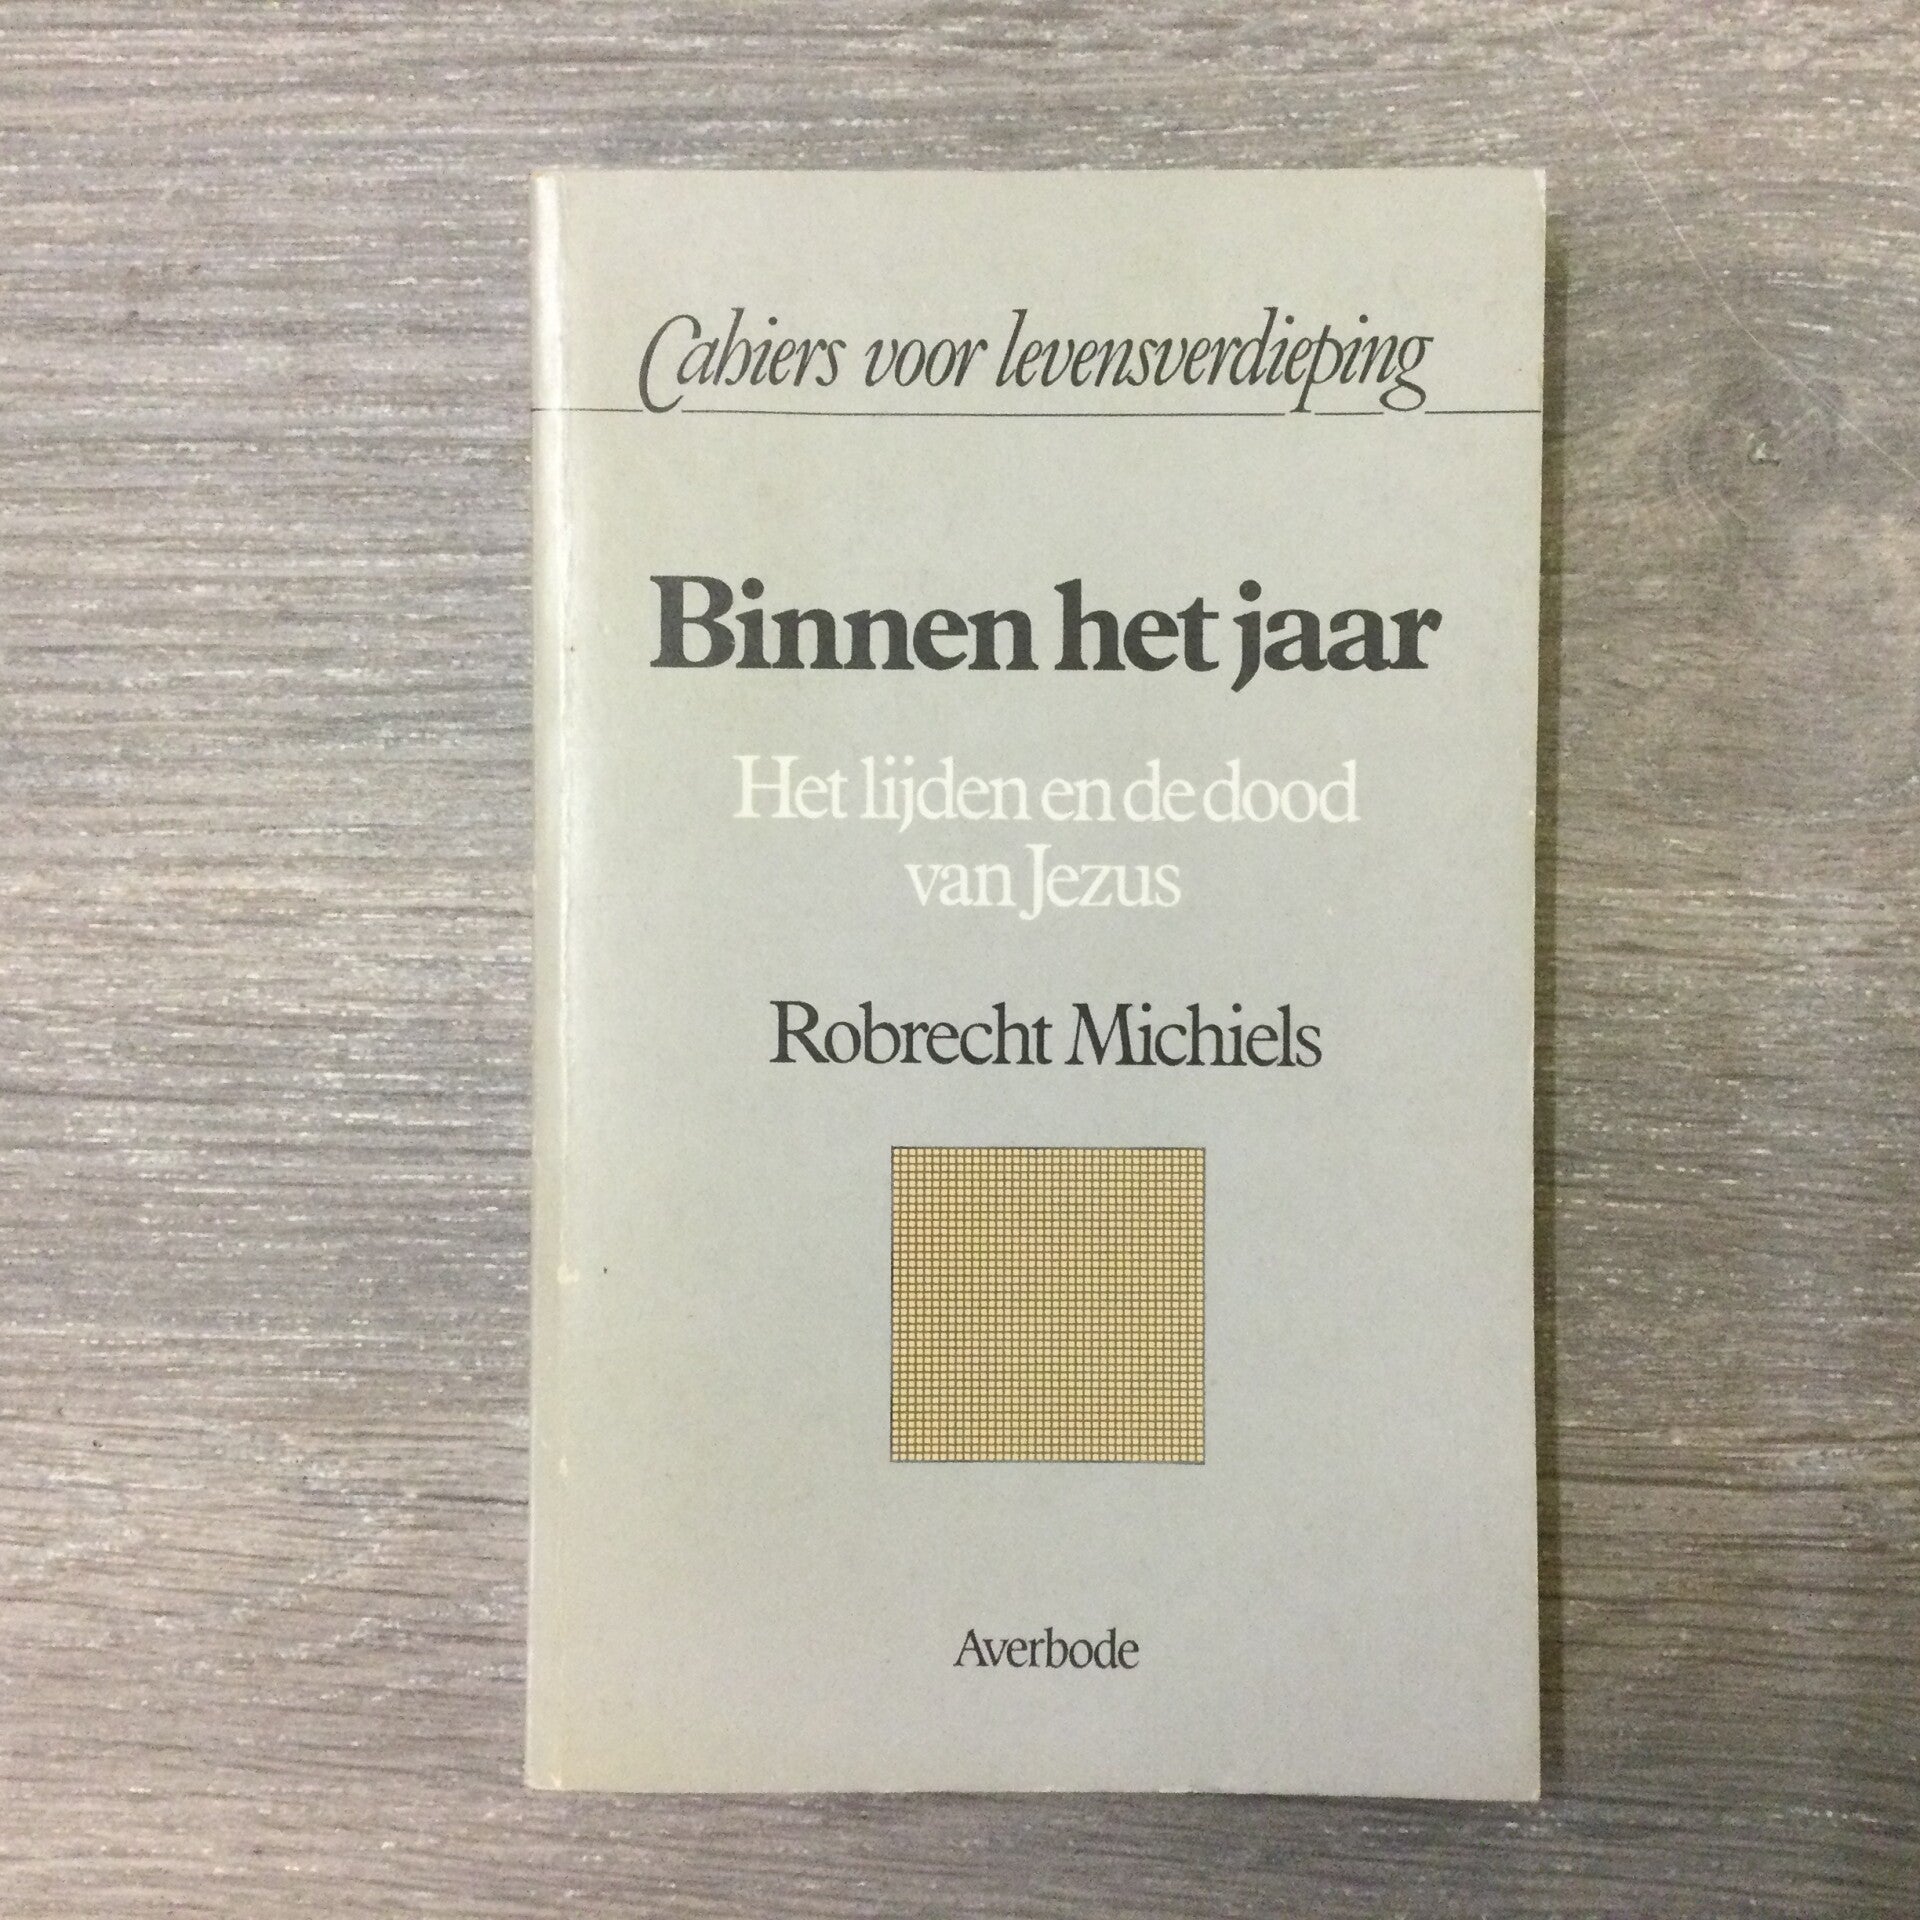 Cahiers voor levensverdieping
Binnen het jaar
Het lijden en de dood
van Jezus
Robrecht Michiels
Averbode